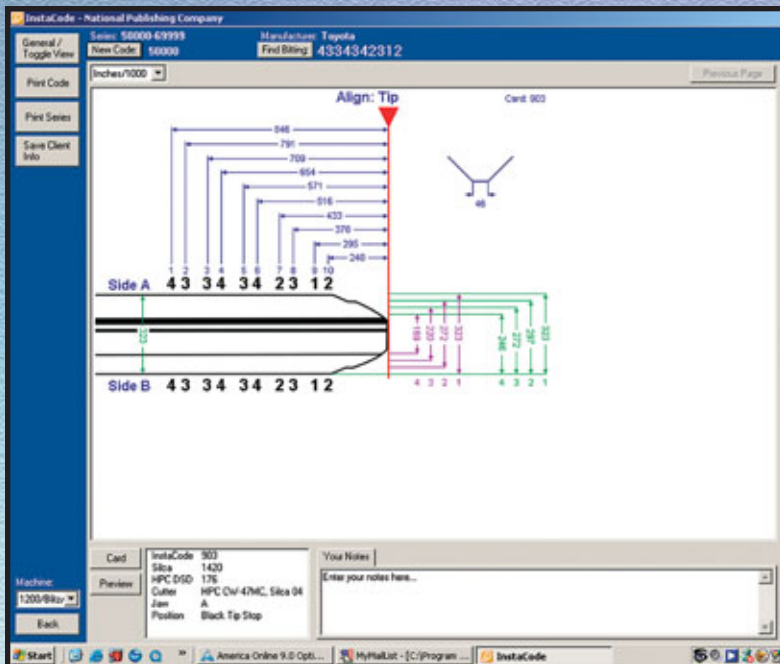 InstaCode - National Publishing Company
General / Toggle View
Series: 50000-69999
Manufacturer: Toyota
New Code: 50000
Find Bitting: 4334342312
Print Code
Inches/1000
Previous Page
Print Series
Save Client Info
Align: Tip
Card: 903
846
791
709
654
571
516
433
378
295
240
46
1 2 3 4 5 6 7 8 9 10
Side A 4 3 3 4 3 4 2 3 1 2
323
189 230 272 323
246 272 297 323
4 3 2 1
4 3 2 1
Side B 4 3 3 4 3 4 2 3 1 2
Card
Preview
InstaCode 903
Silca 1420
HPC DSD 176
Cutter HPC CW-47MC, Silca 04
Jaw A
Position Black Tip Stop
Your Notes
Enter your notes here...
Machine:
Back
Start
America Online 9.0 Opti...
MyMailList - [C:\Program ...
InstaCode